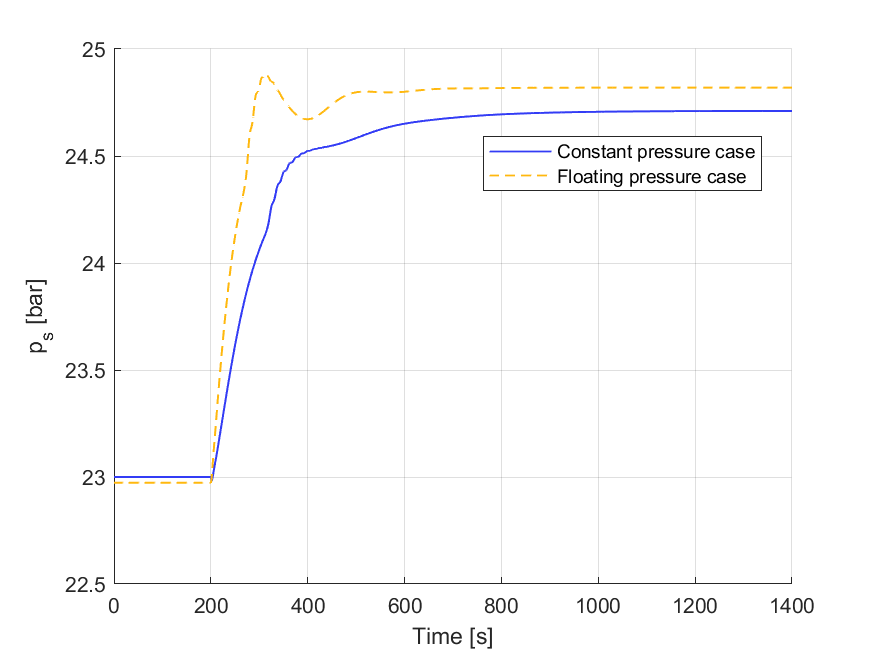 25
24.5
24
23.5
23
22.5
p_s [bar]
0 200 400 600 800 1000 1200 1400
Time [s]
Constant pressure case
Floating pressure case